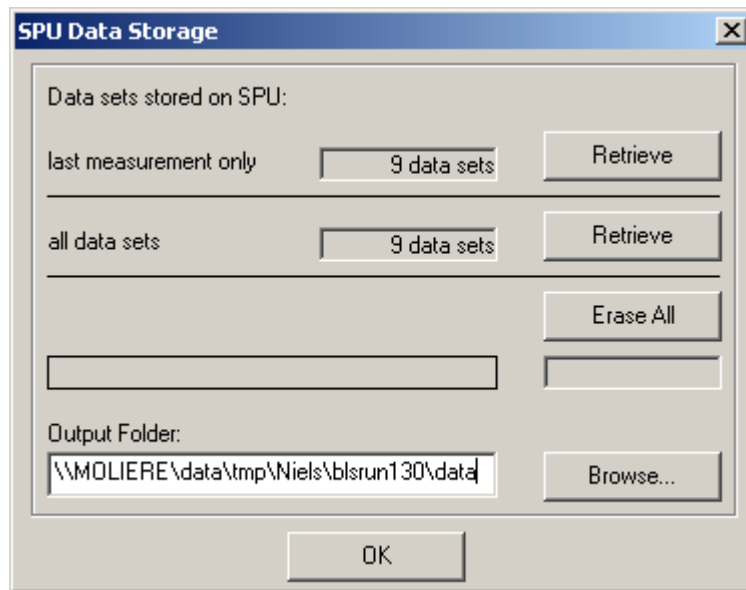 SPU Data Storage
Data sets stored on SPU:
last measurement only 9 data sets Retrieve
all data sets 9 data sets Retrieve
Erase All
Output Folder:
\\MOLIERE\data\tmp\Niels\blsrun130\data Browse...
OK